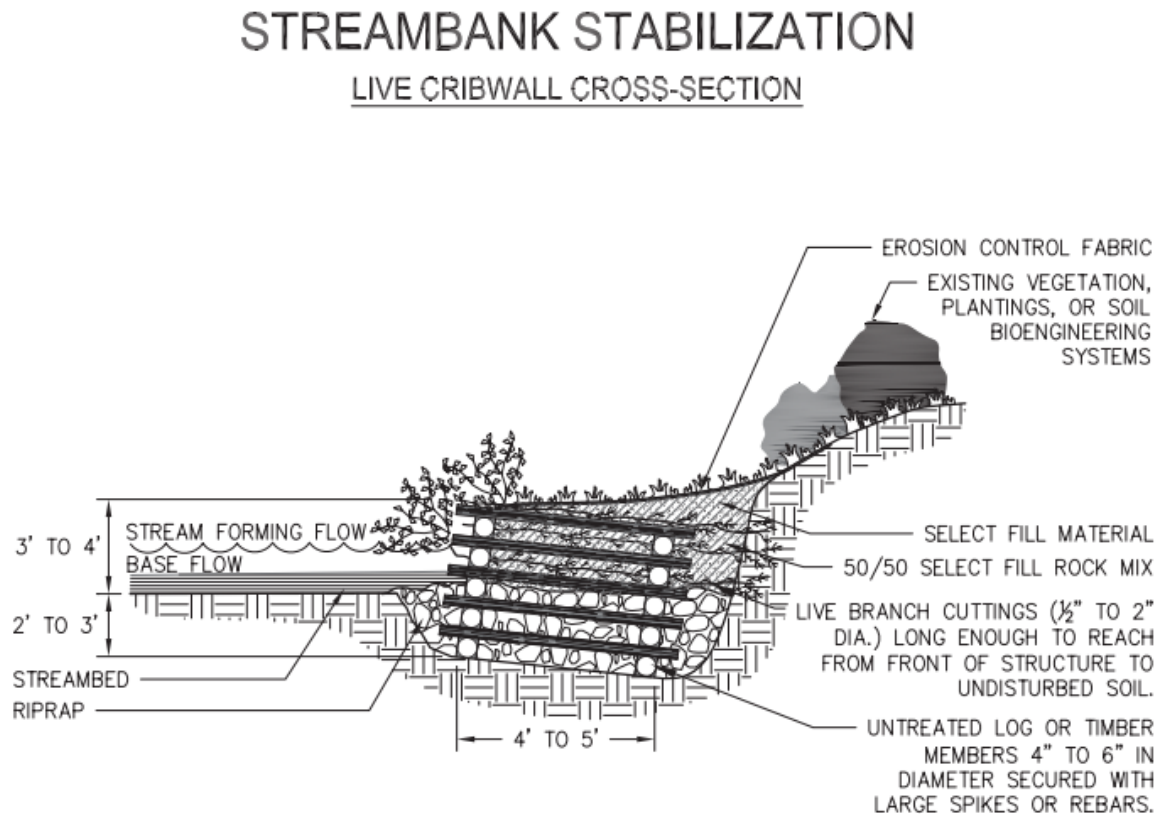 STREAMBANK STABILIZATION
LIVE CRIBWALL CROSS-SECTION
EROSION CONTROL FABRIC
EXISTING VEGETATION,
PLANTINGS, OR SOIL
BIOENGINEERING
SYSTEMS
3' TO 4'
STREAM FORMING FLOW
BASE FLOW
SELECT FILL MATERIAL
50/50 SELECT FILL ROCK MIX
2' TO 3'
LIVE BRANCH CUTTINGS (½" TO 2"
DIA.) LONG ENOUGH TO REACH
FROM FRONT OF STRUCTURE TO
UNDISTURBED SOIL.
STREAMBED
RIPRAP
4' TO 5'
UNTREATED LOG OR TIMBER
MEMBERS 4" TO 6" IN
DIAMETER SECURED WITH
LARGE SPIKES OR REBARS.